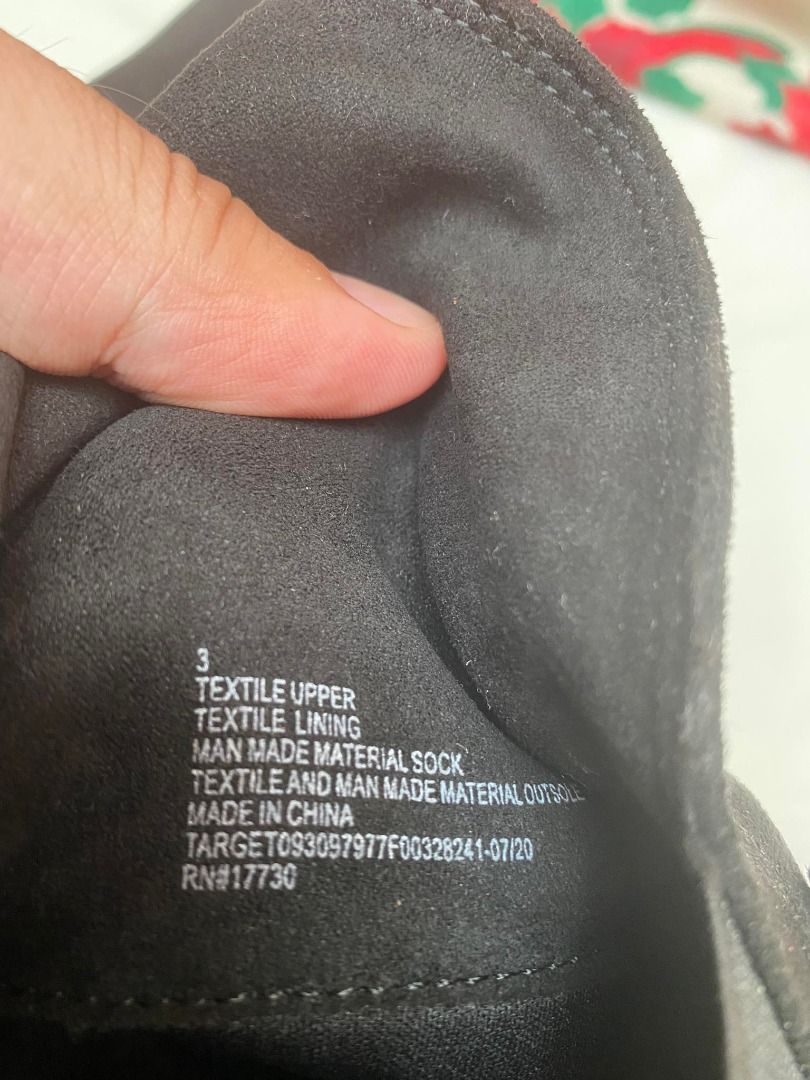 3
TEXTILE UPPER
TEXTILE LINING
MAN MADE MATERIAL SOCK
TEXTILE AND MAN MADE MATERIAL OUTSOLE
MADE IN CHINA
TARGET093097977F00328241-07/20
RN#17730